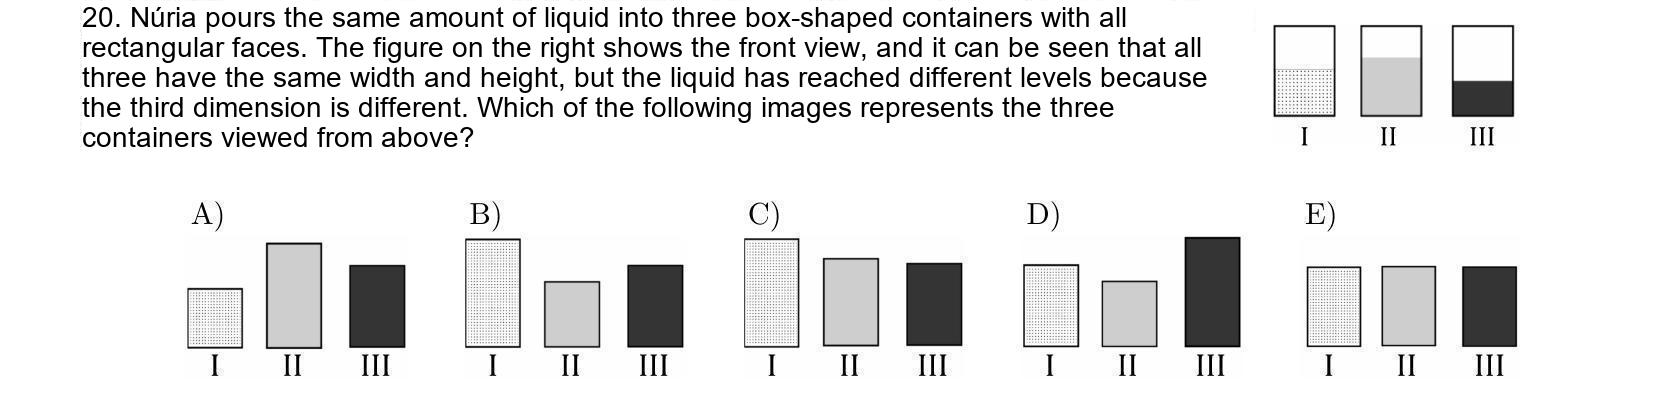 20. Núria pours the same amount of liquid into three box-shaped containers with all
rectangular faces. The figure on the right shows the front view, and it can be seen that all
three have the same width and height, but the liquid has reached different levels because
the third dimension is different. Which of the following images represents the three
containers viewed from above?
I II III
A) B) C) D) E)
I II III I II III I II III I II III I II III